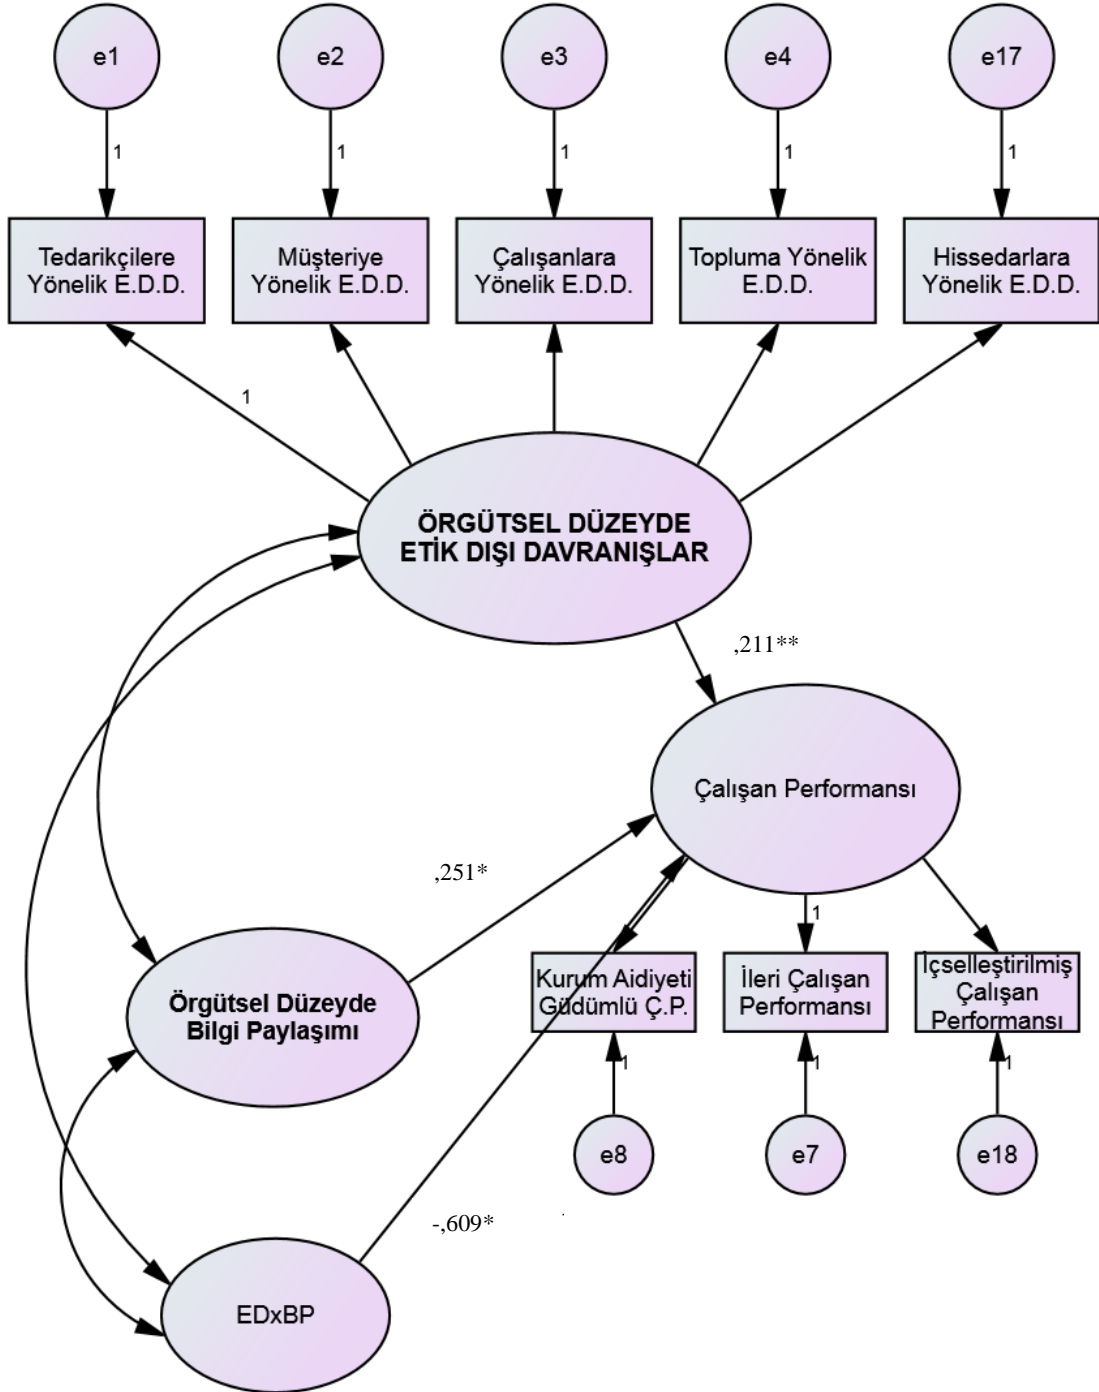 e1
e2
e3
e4
e17
1
1
1
1
1
Tedarikçilere
Yönelik E.D.D.
Müşteriye
Yönelik E.D.D.
Çalışanlara
Yönelik E.D.D.
Topluma Yönelik
E.D.D.
Hissedarlara
Yönelik E.D.D.
1
ÖRGÜTSEL DÜZEYDE
ETİK DIŞI DAVRANIŞLAR
,211**
Çalışan Performansı
,251*
1
Örgütsel Düzeyde
Bilgi Paylaşımı
Kurum Aidiyeti
Güdümlü Ç.P.
İleri Çalışan
Performansı
İçselleştirilmiş
Çalışan
Performansı
1
1
1
e8
e7
e18
-,609*
EDxBP